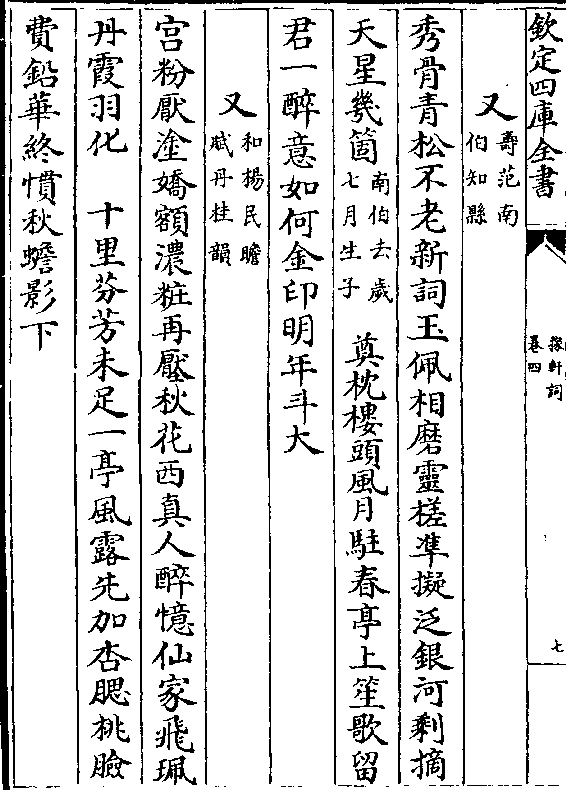 欽定四庫全書
稼軒詞
卷四
七
又
壽范南
伯知縣
秀骨青松不老新詞玉佩相磨靈槎凖擬泛銀河剰摘
天星幾箇
南伯去歲
七月生子
奠枕樓頭風月駐春亭上笙歌留
君一醉意如何金印明年斗大
又
和楊民瞻
賦丹桂韻
宮粉厭塗嬌額濃粧再壓秋花西真人醉憶仙家飛珮
丹霞羽化　十里芬芳未足一亭風露先加杏腮桃臉
費鉛華終慣秋蟾影下